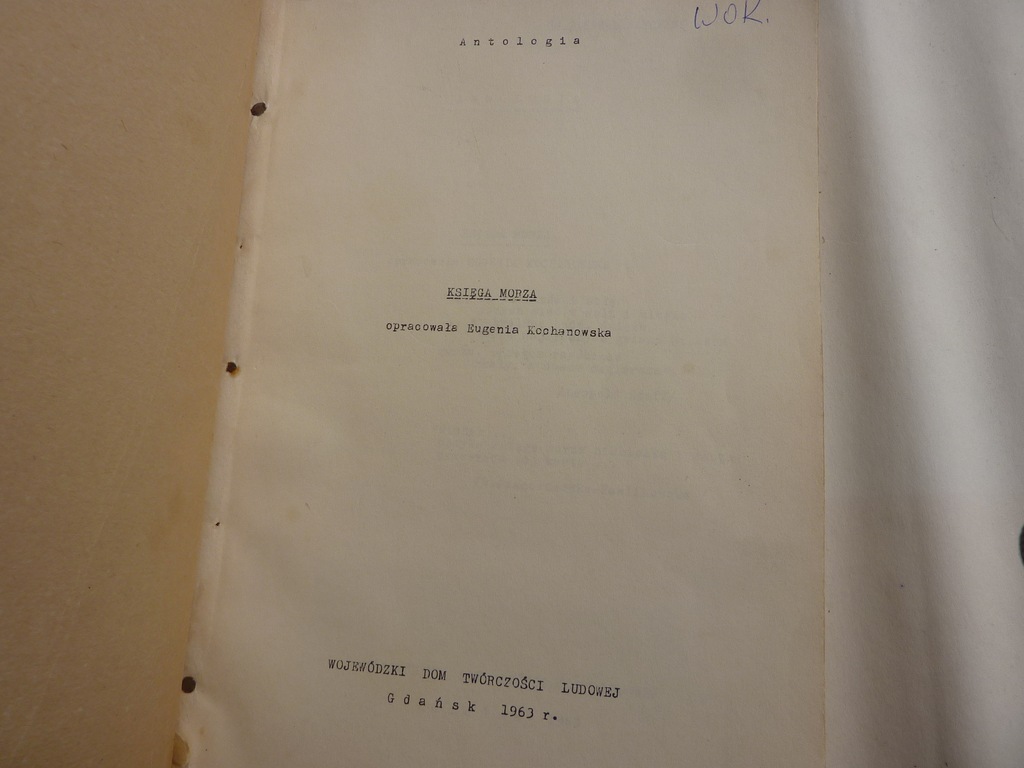 WOK.
Antologia
KSIĘGA MORZA
opracowała Eugenia Kochanowska
WOJEWÓDZKI DOM TWÓRCZOŚCI LUDOWEJ
Gdańsk 1963 r.